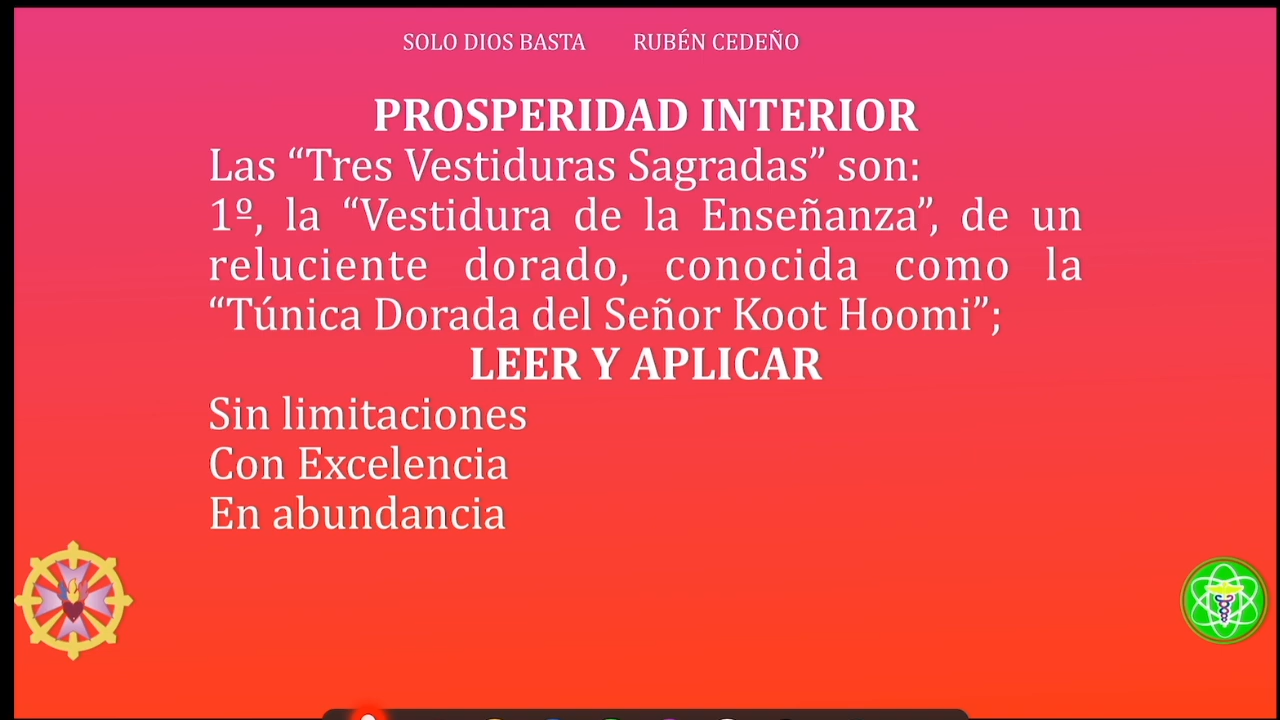 SOLO DIOS BASTA RUBÉN CEDEÑO
PROSPERIDAD INTERIOR
Las “Tres Vestiduras Sagradas” son:
1º, la “Vestidura de la Enseñanza”, de un
reluciente dorado, conocida como la
“Túnica Dorada del Señor Koot Hoomi”;
LEER Y APLICAR
Sin limitaciones
Con Excelencia
En abundancia